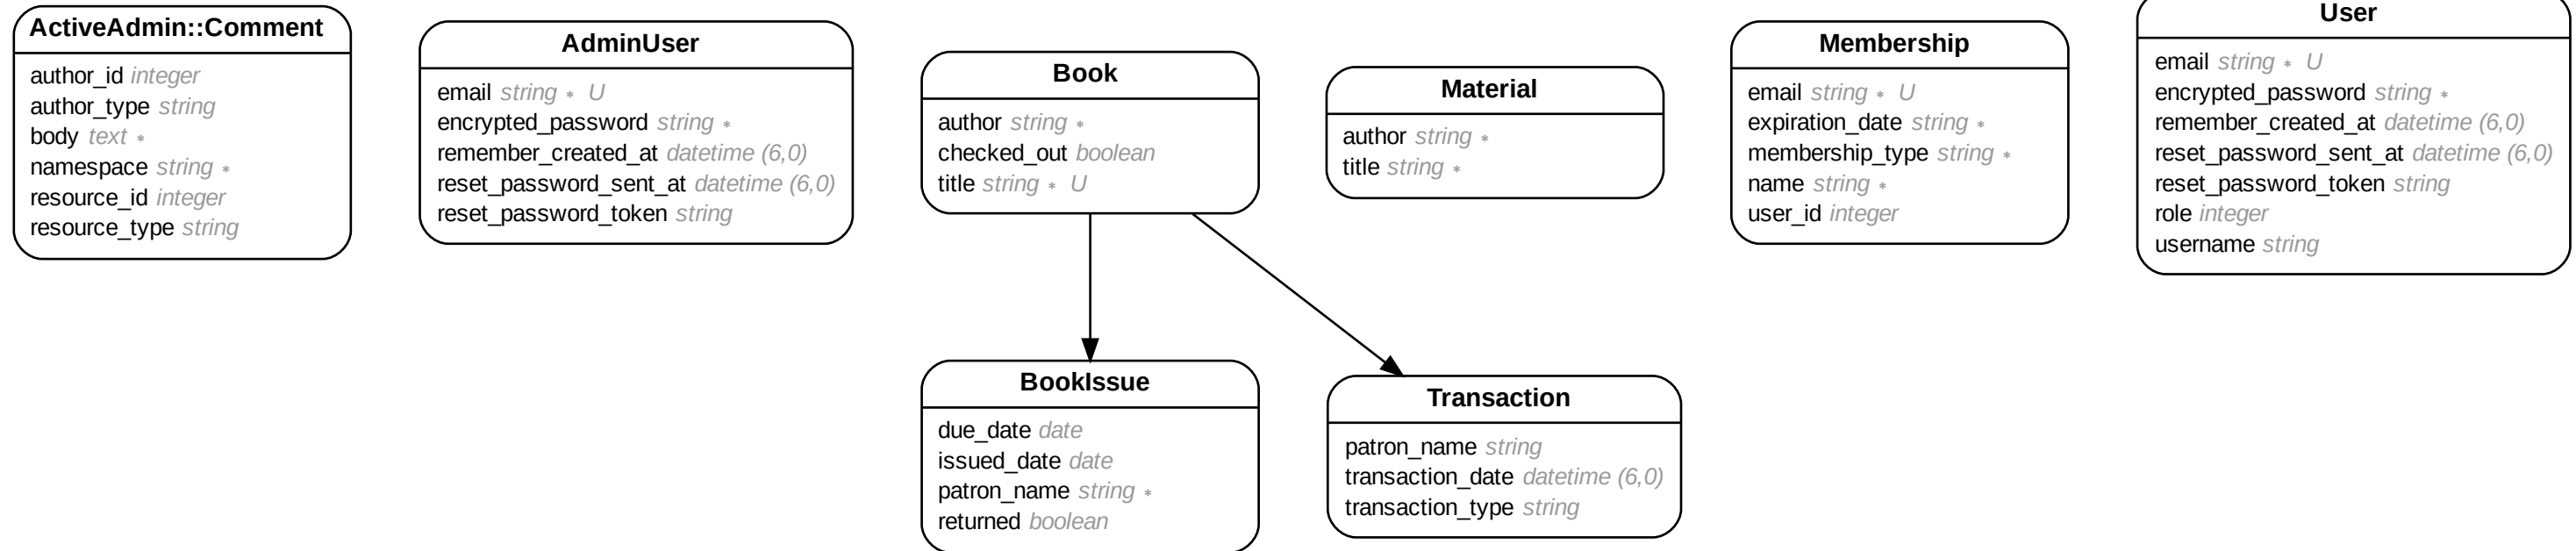 ActiveAdmin::Comment
author_id integer
author_type string
body text *
namespace string *
resource_id integer
resource_type string
AdminUser
email string * U
encrypted_password string *
remember_created_at datetime (6,0)
reset_password_sent_at datetime (6,0)
reset_password_token string
Book
author string *
checked_out boolean
title string * U
Material
author string *
title string *
Membership
email string * U
expiration_date string *
membership_type string *
name string *
user_id integer
User
email string * U
encrypted_password string *
remember_created_at datetime (6,0)
reset_password_sent_at datetime (6,0)
reset_password_token string
role integer
username string
BookIssue
due_date date
issued_date date
patron_name string *
returned boolean
Transaction
patron_name string
transaction_date datetime (6,0)
transaction_type string